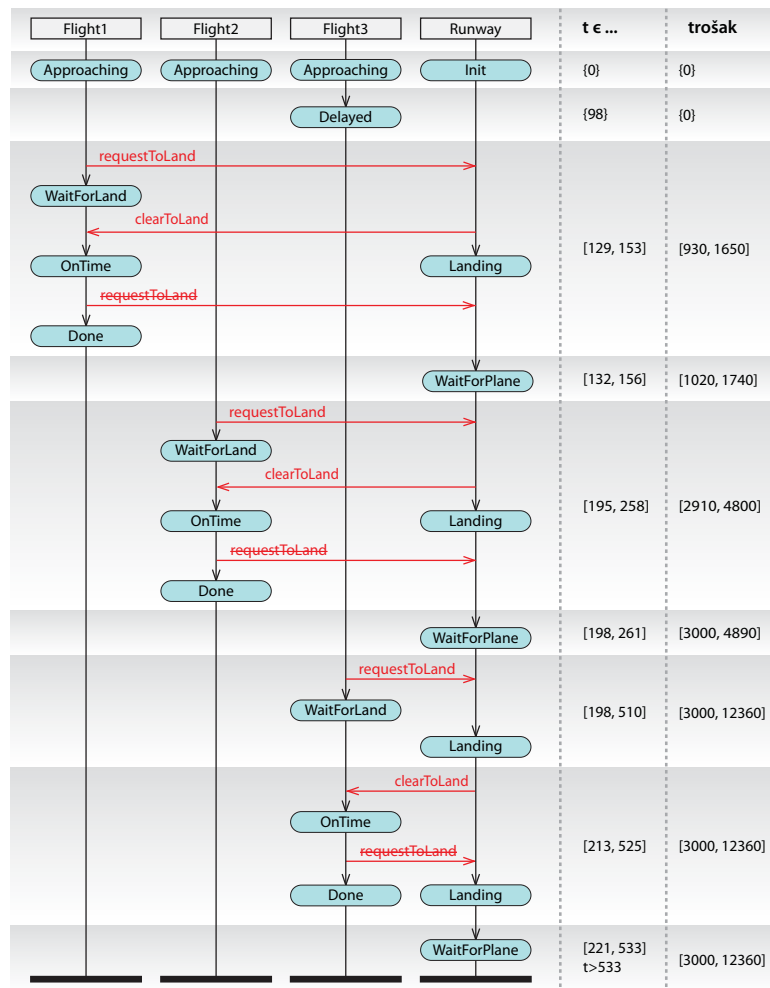 Flight1 Flight2 Flight3 Runway t ϵ ... trošak
Approaching Approaching Approaching Init {0} {0}
Delayed {98} {0}
requestToLand
WaitForLand
clearToLand
[129, 153] [930, 1650]
OnTime Landing
requestToLand
Done
WaitForPlane [132, 156] [1020, 1740]
requestToLand
WaitForLand
clearToLand
[195, 258] [2910, 4800]
OnTime Landing
requestToLand
Done
WaitForPlane [198, 261] [3000, 4890]
requestToLand
WaitForLand [198, 510] [3000, 12360]
Landing
clearToLand
OnTime
[213, 525] [3000, 12360]
requestToLand
Done Landing
WaitForPlane [221, 533] [3000, 12360]
t>533